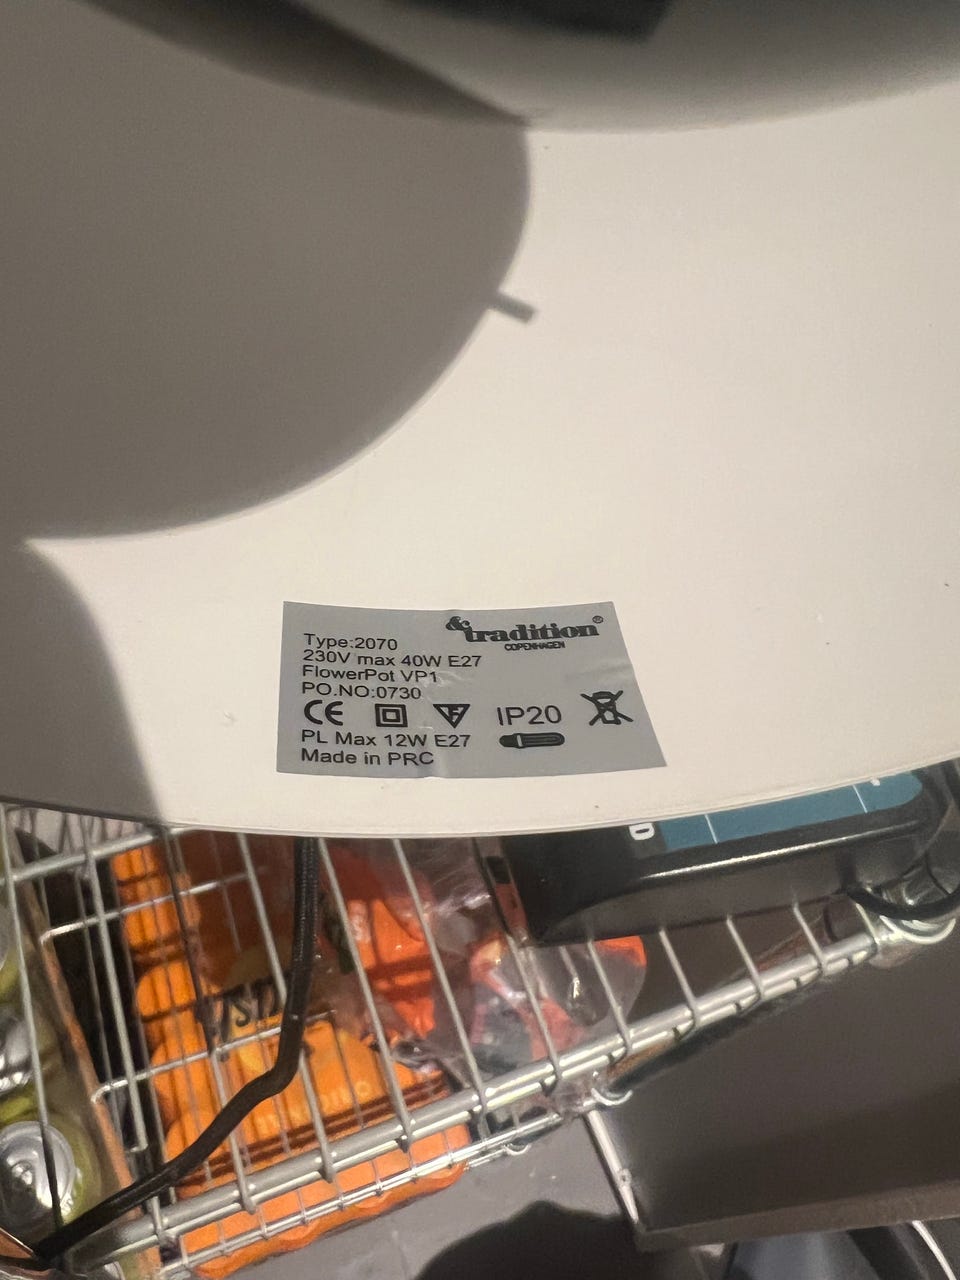 &tradition®
COPENHAGEN
Type:2070
230V max 40W E27
FlowerPot VP1
PO.NO:0730
CE F IP20
PL Max 12W E27
Made in PRC